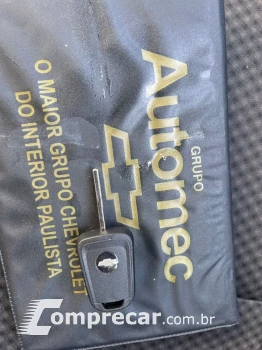 GRUPO
Automec
O MAIOR GRUPO CHEVROLET
DO INTERIOR PAULISTA
Comprecar.com.br